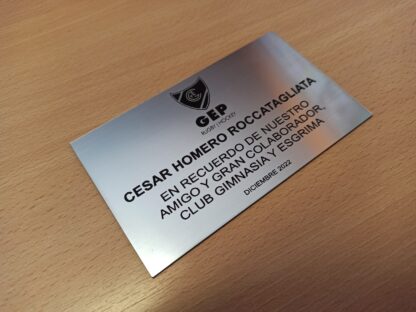 GEP
RUGBY HOCKEY
CESAR HOMERO ROCCATAGLIATA
EN RECUERDO DE NUESTRO
AMIGO Y GRAN COLABORADOR,
CLUB GIMNASIA Y ESGRIMA
DICIEMBRE 2022